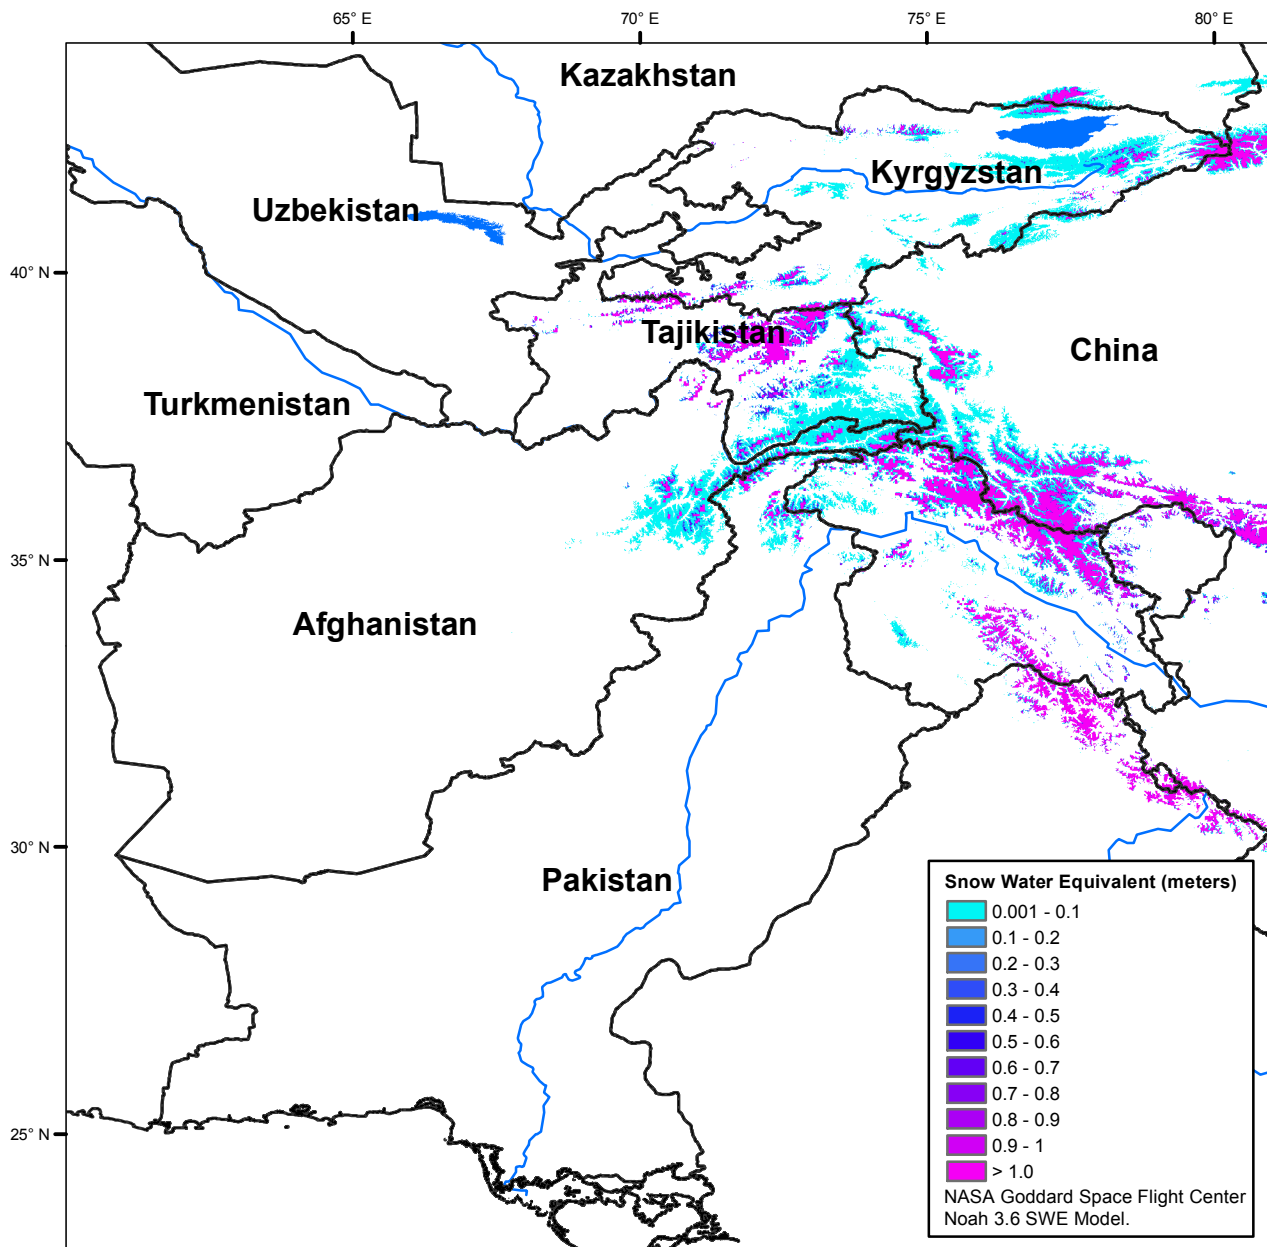 65° E
70° E
75° E
80° E
Kazakhstan
Kyrgyzstan
Uzbekistan
40° N
Tajikistan
China
Turkmenistan
35° N
Afghanistan
30° N
Pakistan
25° N
Snow Water Equivalent (meters)
0.001 - 0.1
0.1 - 0.2
0.2 - 0.3
0.3 - 0.4
0.4 - 0.5
0.5 - 0.6
0.6 - 0.7
0.7 - 0.8
0.8 - 0.9
0.9 - 1
> 1.0
NASA Goddard Space Flight Center
Noah 3.6 SWE Model.